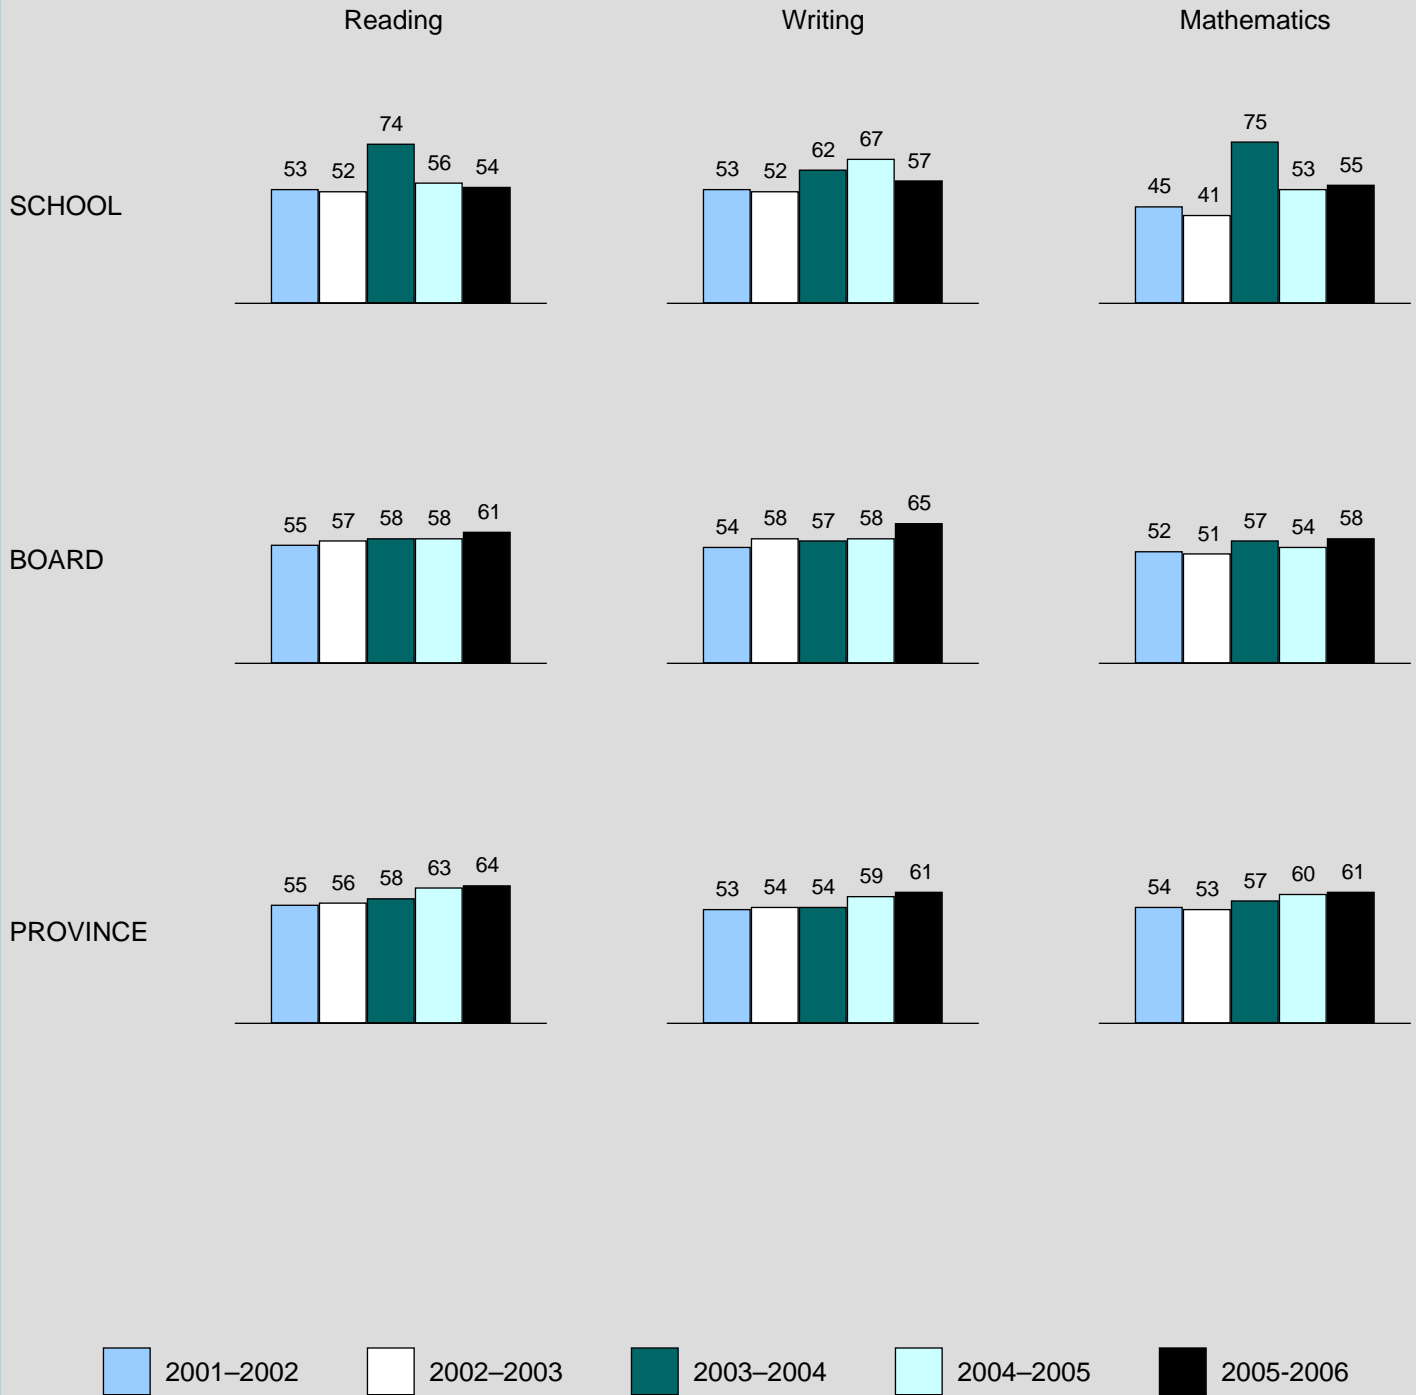 Reading Writing Mathematics
SCHOOL
53 52 74 56 54
53 52 62 67 57
45 41 75 53 55
BOARD
55 57 58 58 61
54 58 57 58 65
52 51 57 54 58
PROVINCE
55 56 58 63 64
53 54 54 59 61
54 53 57 60 61
2001–2002 2002–2003 2003–2004 2004–2005 2005-2006